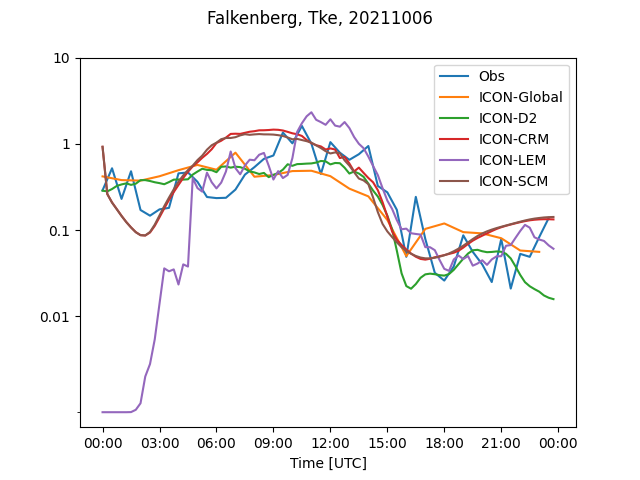 Falkenberg, Tke, 20211006
10
1
0.1
0.01
Obs
ICON-Global
ICON-D2
ICON-CRM
ICON-LEM
ICON-SCM
00:00 03:00 06:00 09:00 12:00 15:00 18:00 21:00 00:00
Time [UTC]